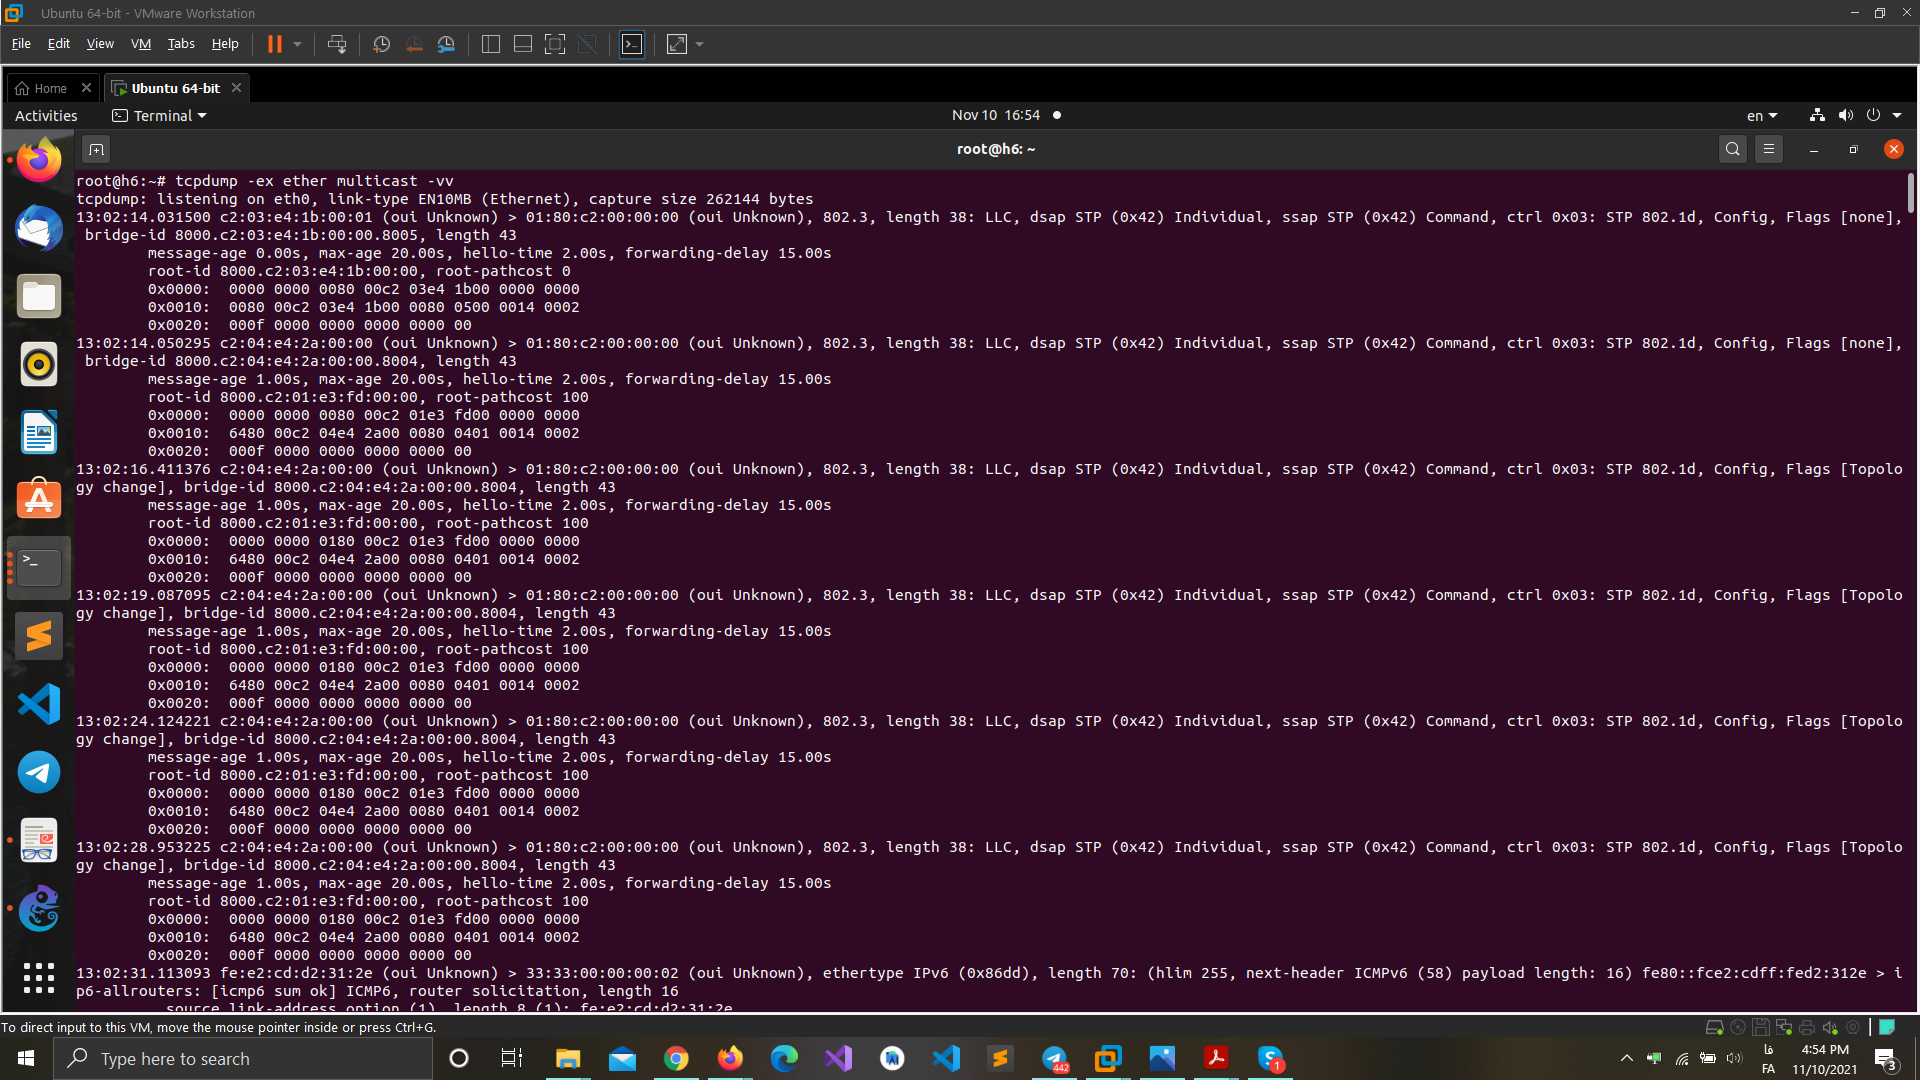 Ubuntu 64-bit - VMware Workstation
File Edit View VM Tabs Help
Home Ubuntu 64-bit
Activities Terminal Nov 10 16:54 en
root@h6: ~
root@h6:~# tcpdump -ex ether multicast -vv
tcpdump: listening on eth0, link-type EN10MB (Ethernet), capture size 262144 bytes
13:02:14.031500 c2:03:e4:1b:00:01 (oui Unknown) > 01:80:c2:00:00:00 (oui Unknown), 802.3, length 38: LLC, dsap STP (0x42) Individual, ssap STP (0x42) Command, ctrl 0x03: STP 802.1d, Config, Flags [none],
 bridge-id 8000.c2:03:e4:1b:00:00.8005, length 43
        message-age 0.00s, max-age 20.00s, hello-time 2.00s, forwarding-delay 15.00s
        root-id 8000.c2:03:e4:1b:00:00, root-pathcost 0
        0x0000:  0000 0000 0080 00c2 03e4 1b00 0000 0000
        0x0010:  0080 00c2 03e4 1b00 0080 0500 0014 0002
        0x0020:  000f 0000 0000 0000 0000 00
13:02:14.050295 c2:04:e4:2a:00:00 (oui Unknown) > 01:80:c2:00:00:00 (oui Unknown), 802.3, length 38: LLC, dsap STP (0x42) Individual, ssap STP (0x42) Command, ctrl 0x03: STP 802.1d, Config, Flags [none],
 bridge-id 8000.c2:04:e4:2a:00:00.8004, length 43
        message-age 1.00s, max-age 20.00s, hello-time 2.00s, forwarding-delay 15.00s
        root-id 8000.c2:01:e3:fd:00:00, root-pathcost 100
        0x0000:  0000 0000 0080 00c2 01e3 fd00 0000 0000
        0x0010:  6480 00c2 04e4 2a00 0080 0401 0014 0002
        0x0020:  000f 0000 0000 0000 0000 00
13:02:16.411376 c2:04:e4:2a:00:00 (oui Unknown) > 01:80:c2:00:00:00 (oui Unknown), 802.3, length 38: LLC, dsap STP (0x42) Individual, ssap STP (0x42) Command, ctrl 0x03: STP 802.1d, Config, Flags [Topolo
gy change], bridge-id 8000.c2:04:e4:2a:00:00.8004, length 43
        message-age 1.00s, max-age 20.00s, hello-time 2.00s, forwarding-delay 15.00s
        root-id 8000.c2:01:e3:fd:00:00, root-pathcost 100
        0x0000:  0000 0000 0180 00c2 01e3 fd00 0000 0000
        0x0010:  6480 00c2 04e4 2a00 0080 0401 0014 0002
        0x0020:  000f 0000 0000 0000 0000 00
13:02:19.087095 c2:04:e4:2a:00:00 (oui Unknown) > 01:80:c2:00:00:00 (oui Unknown), 802.3, length 38: LLC, dsap STP (0x42) Individual, ssap STP (0x42) Command, ctrl 0x03: STP 802.1d, Config, Flags [Topolo
gy change], bridge-id 8000.c2:04:e4:2a:00:00.8004, length 43
        message-age 1.00s, max-age 20.00s, hello-time 2.00s, forwarding-delay 15.00s
        root-id 8000.c2:01:e3:fd:00:00, root-pathcost 100
        0x0000:  0000 0000 0180 00c2 01e3 fd00 0000 0000
        0x0010:  6480 00c2 04e4 2a00 0080 0401 0014 0002
        0x0020:  000f 0000 0000 0000 0000 00
13:02:24.124221 c2:04:e4:2a:00:00 (oui Unknown) > 01:80:c2:00:00:00 (oui Unknown), 802.3, length 38: LLC, dsap STP (0x42) Individual, ssap STP (0x42) Command, ctrl 0x03: STP 802.1d, Config, Flags [Topolo
gy change], bridge-id 8000.c2:04:e4:2a:00:00.8004, length 43
        message-age 1.00s, max-age 20.00s, hello-time 2.00s, forwarding-delay 15.00s
        root-id 8000.c2:01:e3:fd:00:00, root-pathcost 100
        0x0000:  0000 0000 0180 00c2 01e3 fd00 0000 0000
        0x0010:  6480 00c2 04e4 2a00 0080 0401 0014 0002
        0x0020:  000f 0000 0000 0000 0000 00
13:02:28.953225 c2:04:e4:2a:00:00 (oui Unknown) > 01:80:c2:00:00:00 (oui Unknown), 802.3, length 38: LLC, dsap STP (0x42) Individual, ssap STP (0x42) Command, ctrl 0x03: STP 802.1d, Config, Flags [Topolo
gy change], bridge-id 8000.c2:04:e4:2a:00:00.8004, length 43
        message-age 1.00s, max-age 20.00s, hello-time 2.00s, forwarding-delay 15.00s
        root-id 8000.c2:01:e3:fd:00:00, root-pathcost 100
        0x0000:  0000 0000 0180 00c2 01e3 fd00 0000 0000
        0x0010:  6480 00c2 04e4 2a00 0080 0401 0014 0002
        0x0020:  000f 0000 0000 0000 0000 00
13:02:31.113093 fe:e2:cd:d2:31:2e (oui Unknown) > 33:33:00:00:00:02 (oui Unknown), ethertype IPv6 (0x86dd), length 70: (hlim 255, next-header ICMPv6 (58) payload length: 16) fe80::fce2:cdff:fed2:312e > i
p6-allrouters: [icmp6 sum ok] ICMP6, router solicitation, length 16
          source link-address option (1), length 8 (1): fe:e2:cd:d2:31:2e
To direct input to this VM, move the mouse pointer inside or press Ctrl+G.
Type here to search
442
1
فا
FA
4:54 PM
11/10/2021
3